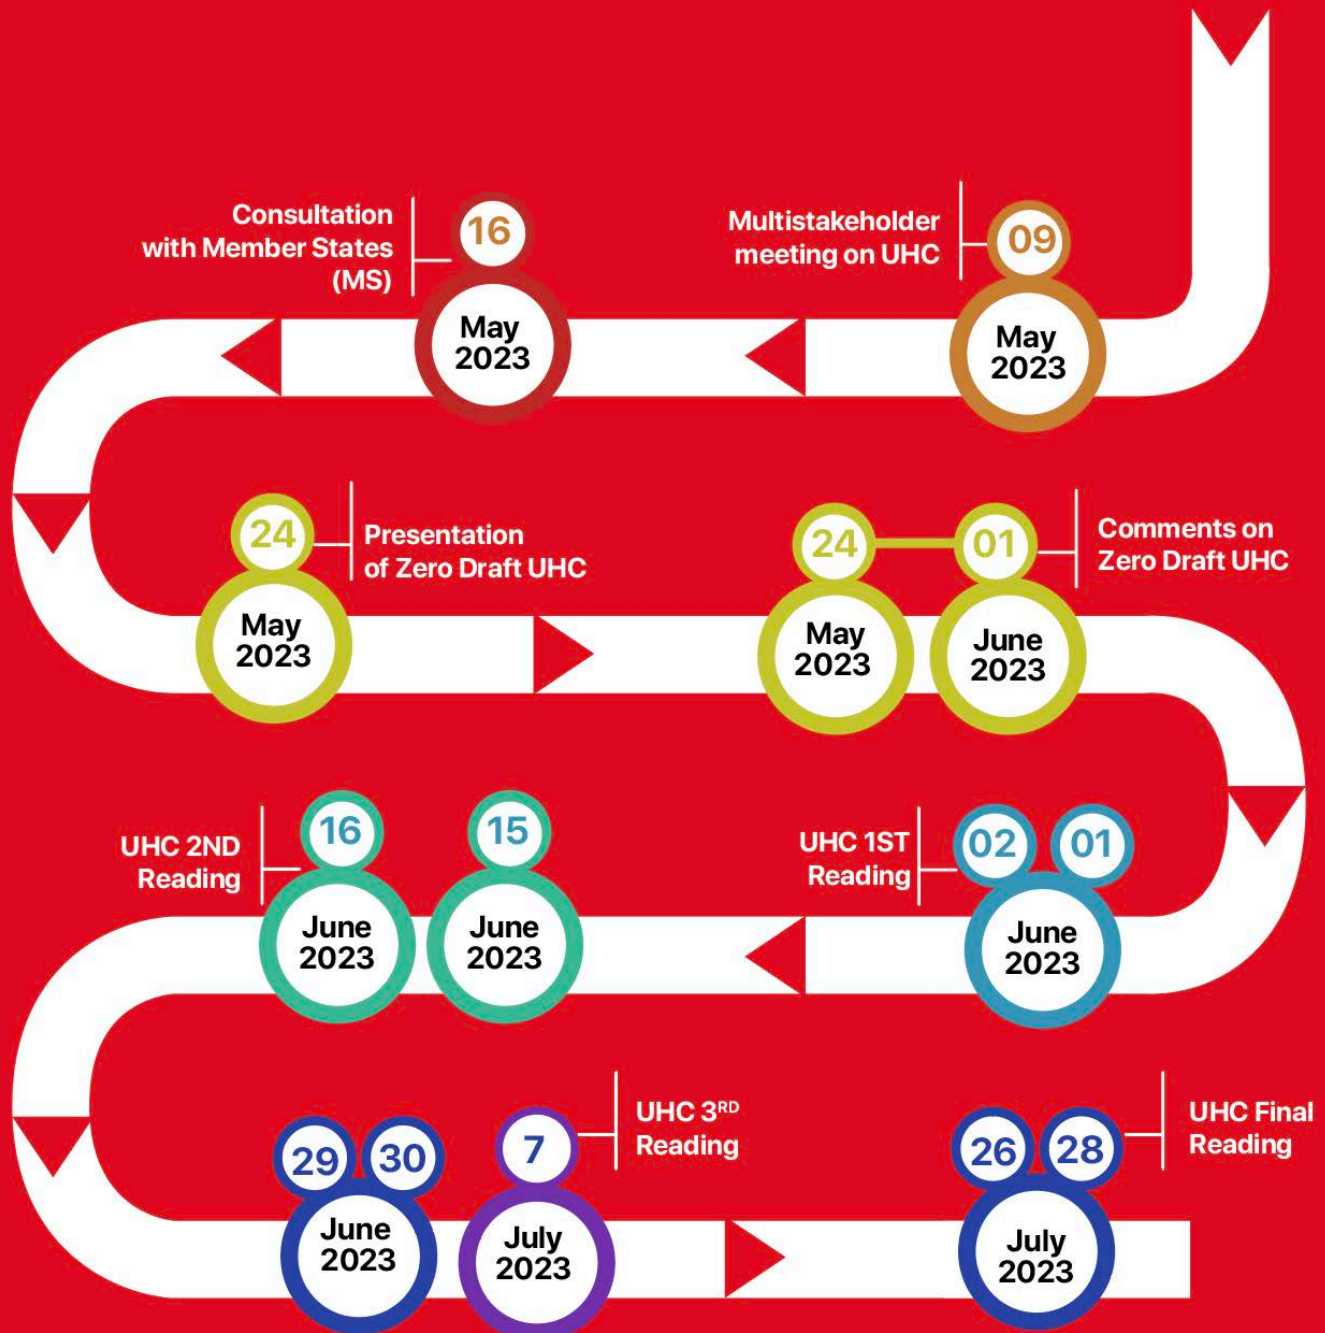 09
May
2023
Multistakeholder
meeting on UHC
16
May
2023
Consultation
with Member States
(MS)
24
May
2023
Presentation
of Zero Draft UHC
24
May
2023
01
June
2023
Comments on
Zero Draft UHC
02
01
June
2023
UHC 1ST
Reading
15
June
2023
16
June
2023
UHC 2ND
Reading
29
30
June
2023
7
July
2023
UHC 3RD
Reading
26
28
July
2023
UHC Final
Reading